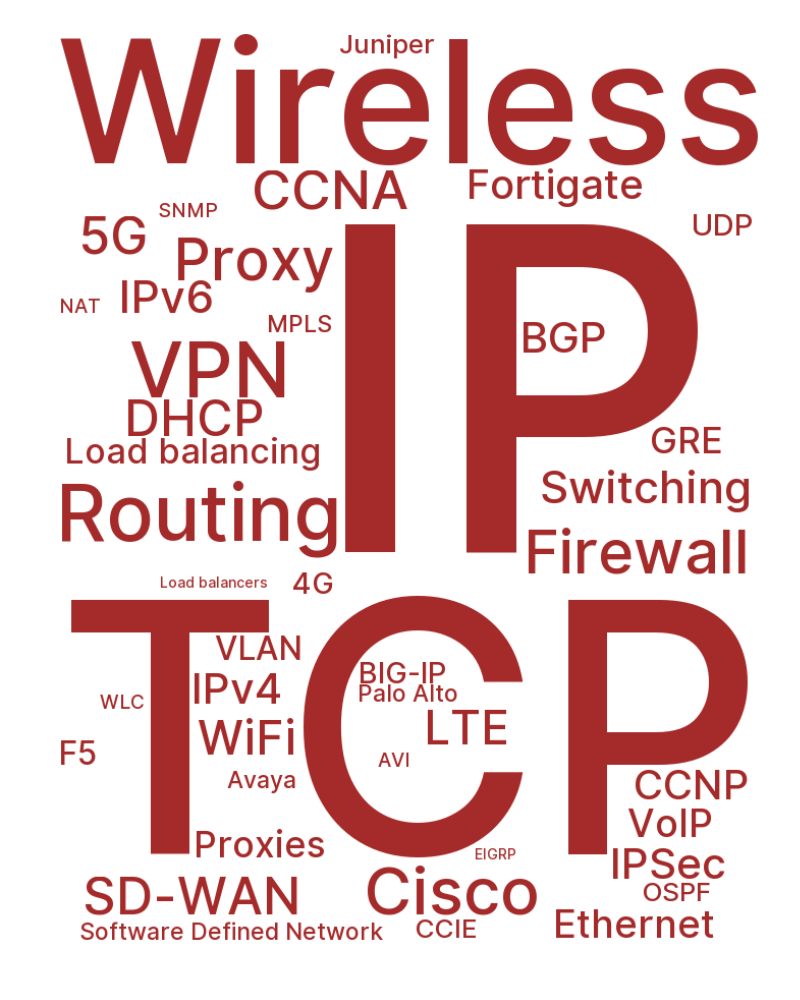 Juniper
Wireless
CCNA
Fortigate
SNMP
5G
UDP
Proxy
IP
IPv6
NAT
MPLS
BGP
VPN
DHCP
Load balancing
GRE
Switching
Routing
Firewall
Load balancers
4G
TCP
VLAN
BIG-IP
IPv4
Palo Alto
WLC
LTE
WiFi
F5
AVI
Avaya
CCNP
VoIP
Proxies
EIGRP
IPSec
SD-WAN
Cisco
OSPF
Software Defined Network
CCIE
Ethernet